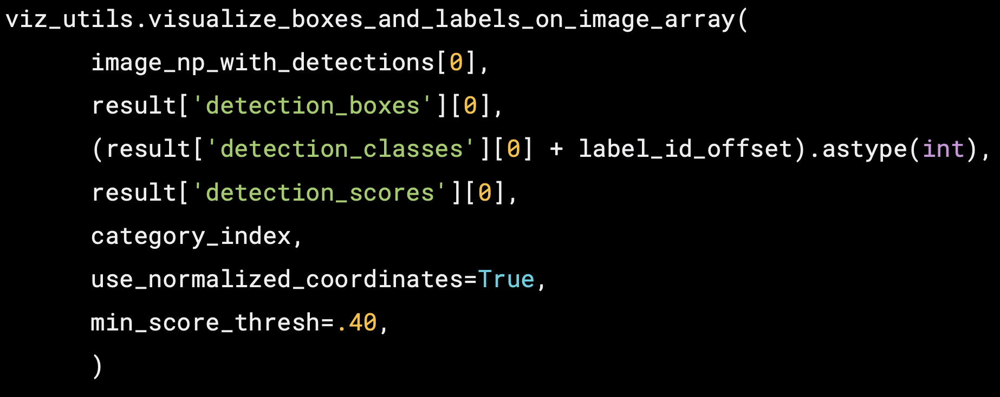 viz_utils.visualize_boxes_and_labels_on_image_array(
      image_np_with_detections[0],
      result['detection_boxes'][0],
      (result['detection_classes'][0] + label_id_offset).astype(int),
      result['detection_scores'][0],
      category_index,
      use_normalized_coordinates=True,
      min_score_thresh=.40,
      )